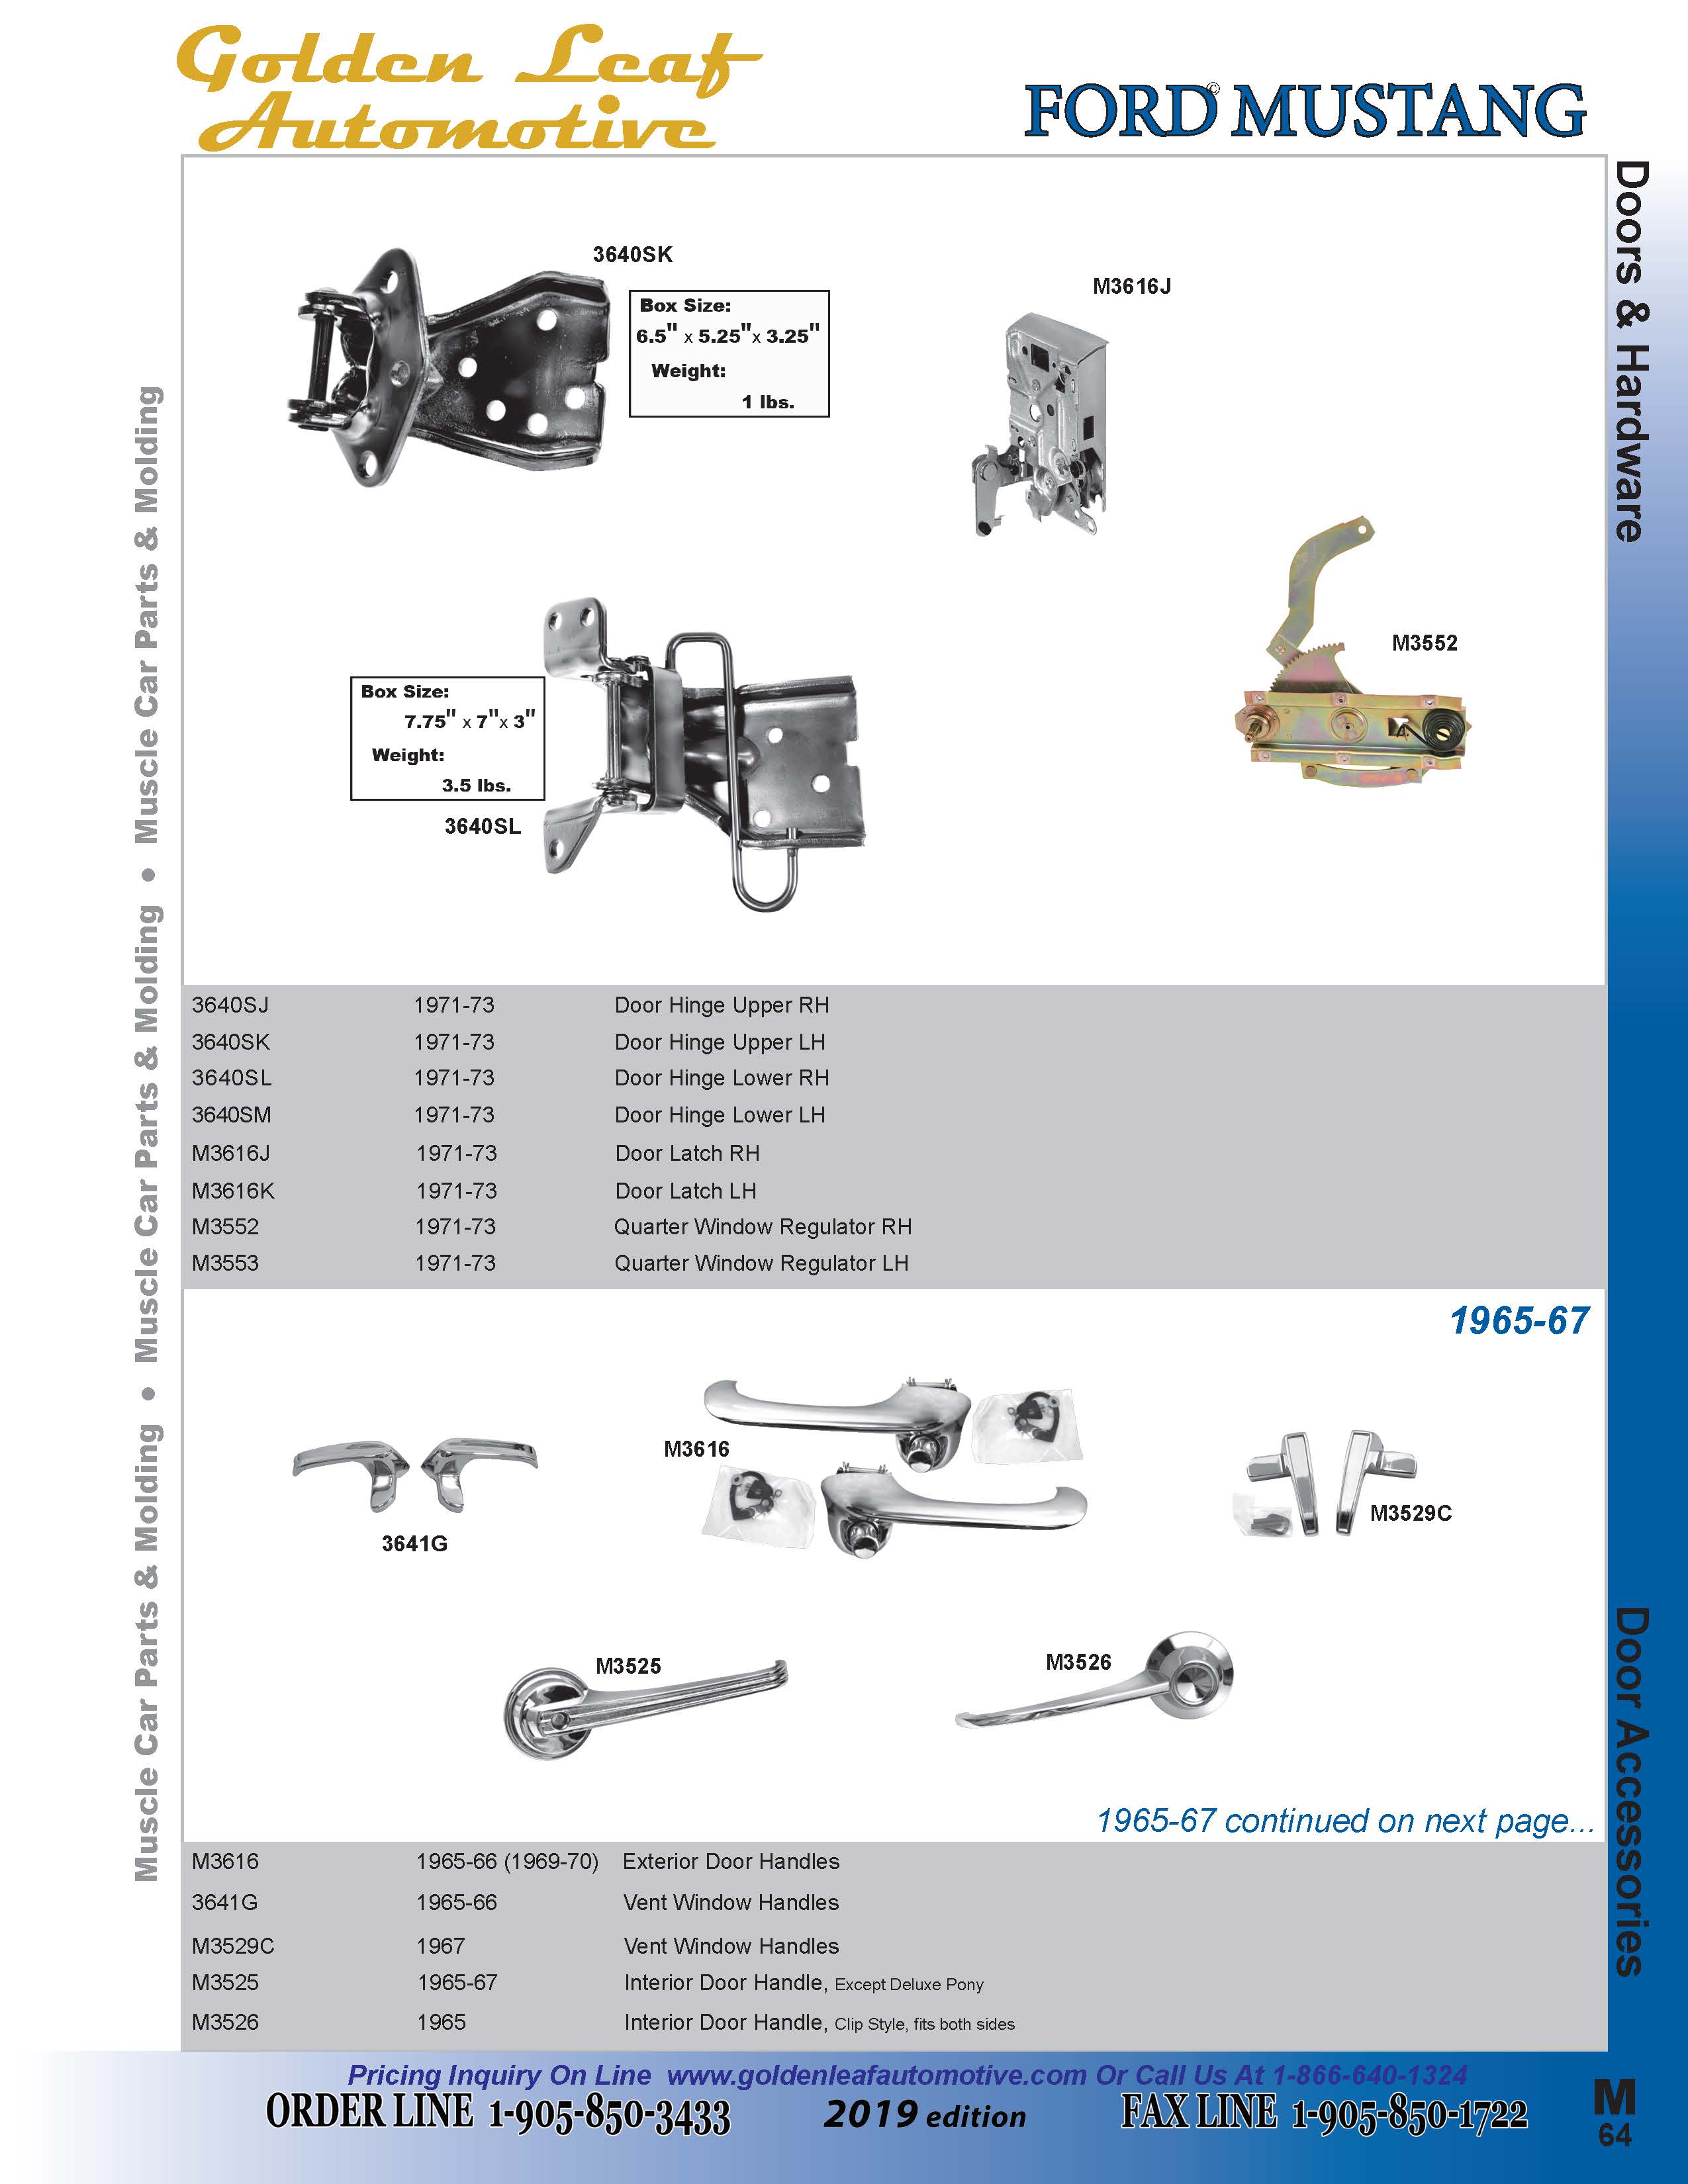 Golden Leaf
Automotive
FORD© MUSTANG
Doors & Hardware
Muscle Car Parts & Molding • Muscle Car Parts & Molding • Muscle Car Parts & Molding
3640SK
Box Size:
6.5" x 5.25"x 3.25"
Weight:
1 lbs.
M3616J
M3552
Box Size:
7.75" x 7"x 3"
Weight:
3.5 lbs.
3640SL
3640SJ 1971-73 Door Hinge Upper RH
3640SK 1971-73 Door Hinge Upper LH
3640SL 1971-73 Door Hinge Lower RH
3640SM 1971-73 Door Hinge Lower LH
M3616J 1971-73 Door Latch RH
M3616K 1971-73 Door Latch LH
M3552 1971-73 Quarter Window Regulator RH
M3553 1971-73 Quarter Window Regulator LH
1965-67
3641G
M3616
M3529C
M3525
M3526
Door Accessories
1965-67 continued on next page...
M3616 1965-66 (1969-70) Exterior Door Handles
3641G 1965-66 Vent Window Handles
M3529C 1967 Vent Window Handles
M3525 1965-67 Interior Door Handle, Except Deluxe Pony
M3526 1965 Interior Door Handle, Clip Style, fits both sides
Pricing Inquiry On Line www.goldenleafautomotive.com Or Call Us At 1-866-640-1324
ORDER LINE 1-905-850-3433 2019 edition FAX LINE 1-905-850-1722
M
64